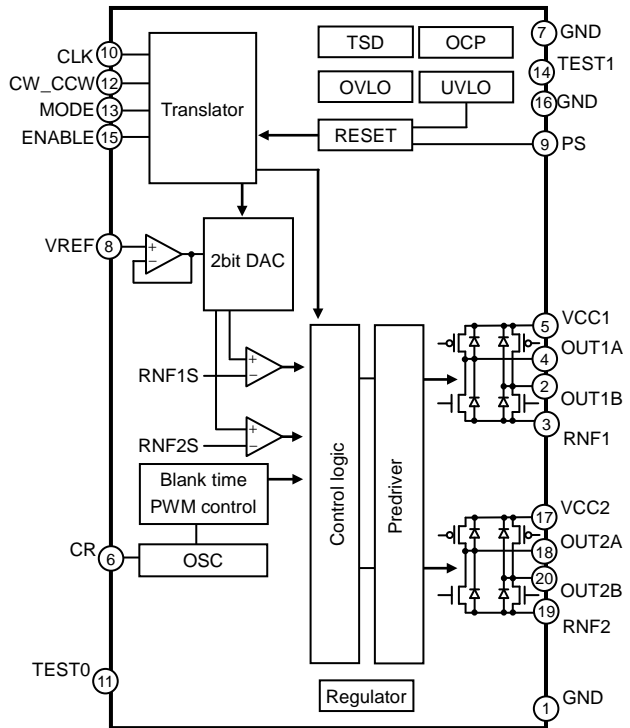 10 CLK
12 CW_CCW
13 MODE
15 ENABLE
Translator
TSD
OCP
OVLO
UVLO
RESET
7 GND
14 TEST1
16 GND
9 PS
8 VREF
+
−
2bit DAC
RNF1S
+
−
RNF2S
+
−
Blank time
PWM control
CR
6
OSC
Control logic
Predriver
5 VCC1
4 OUT1A
2 OUT1B
3 RNF1
17 VCC2
18 OUT2A
20 OUT2B
19 RNF2
TEST0
11
Regulator
1 GND